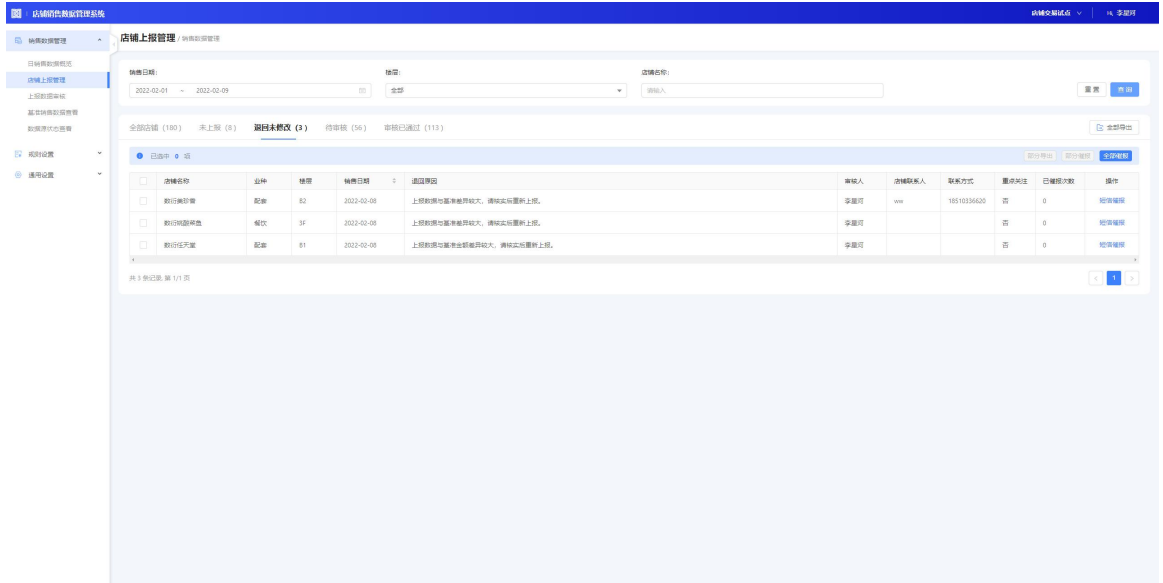 店铺销售数据管理系统
店铺交易试点
Hi, 李星河
销售数据管理
日销售数据概览
店铺上报管理
上报数据审核
基准销售数据查看
数据源状态查看
规则设置
通用设置
店铺上报管理 / 销售数据管理
销售日期:
楼层:
店铺名称:
2022-02-01 ~ 2022-02-09
全部
请输入
重置
查询
全部店铺 (180) 未上报 (8) 退回未修改 (3) 待审核 (56) 审核已通过 (113)
全部导出
已选中 0 项
部分导出 部分催报 全部催报
店铺名称 业种 楼层 销售日期 退回原因 审核人 店铺联系人 联系方式 重点关注 已催报次数 操作
数衍美珍香 配套 B2 2022-02-08 上报数据与基准差异较大, 请核实后重新上报。 李星河 ww 18510336620 否 0 短信催报
数衍姚酸菜鱼 餐饮 3F 2022-02-08 上报数据与基准差异较大, 请核实后重新上报。 李星河 否 0 短信催报
数衍任天堂 配套 B1 2022-02-08 上报数据与基准金额差异较大, 请核实后重新上报。 李星河 否 0 短信催报
共 3 条记录, 第 1/1 页
1